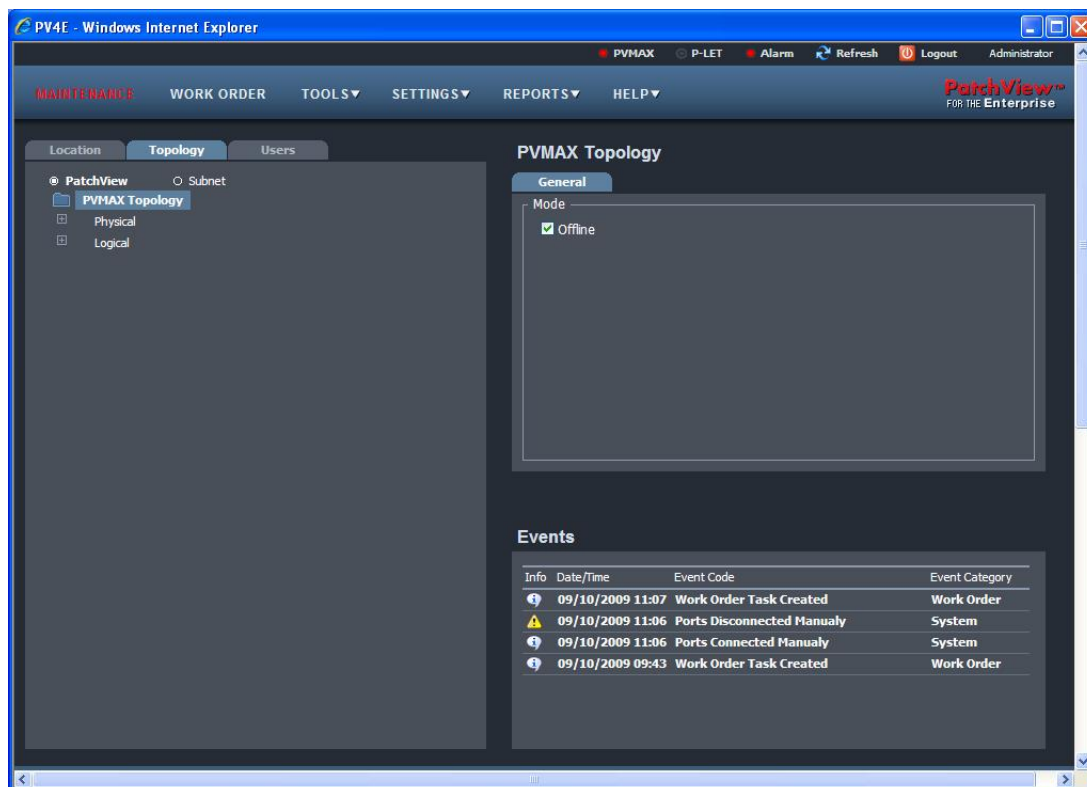 PV4E - Windows Internet Explorer
PVMAX P-LET Alarm Refresh Logout Administrator
MAINTENANCE WORK ORDER TOOLS▼ SETTINGS▼ REPORTS▼ HELP▼
PatchView™
FOR THE Enterprise
Location Topology Users
PatchView Subnet
PVMAX Topology
Physical
Logical
PVMAX Topology
General
Mode
Offline
Events
Info Date/Time Event Code Event Category
09/10/2009 11:07 Work Order Task Created Work Order
09/10/2009 11:06 Ports Disconnected Manualy System
09/10/2009 11:06 Ports Connected Manualy System
09/10/2009 09:43 Work Order Task Created Work Order